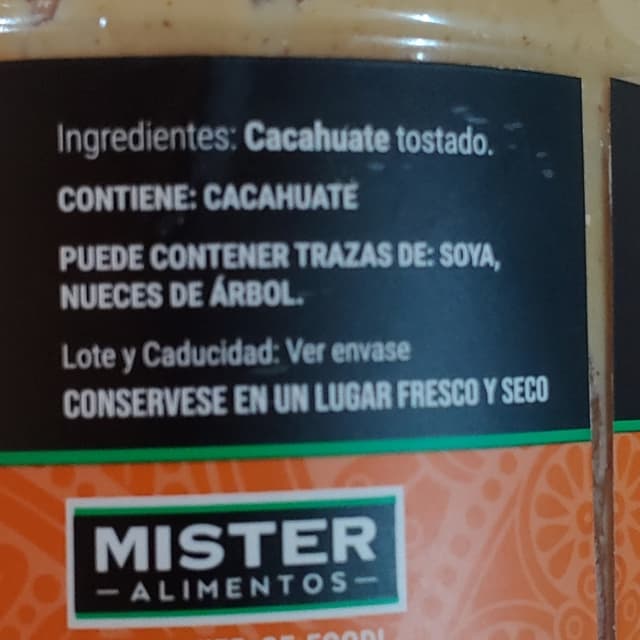 Ingredientes: Cacahuate tostado.
CONTIENE: CACAHUATE
PUEDE CONTENER TRAZAS DE: SOYA,
NUECES DE ÁRBOL.
Lote y Caducidad: Ver envase
CONSERVESE EN UN LUGAR FRESCO Y SECO
MISTER
ALIMENTOS